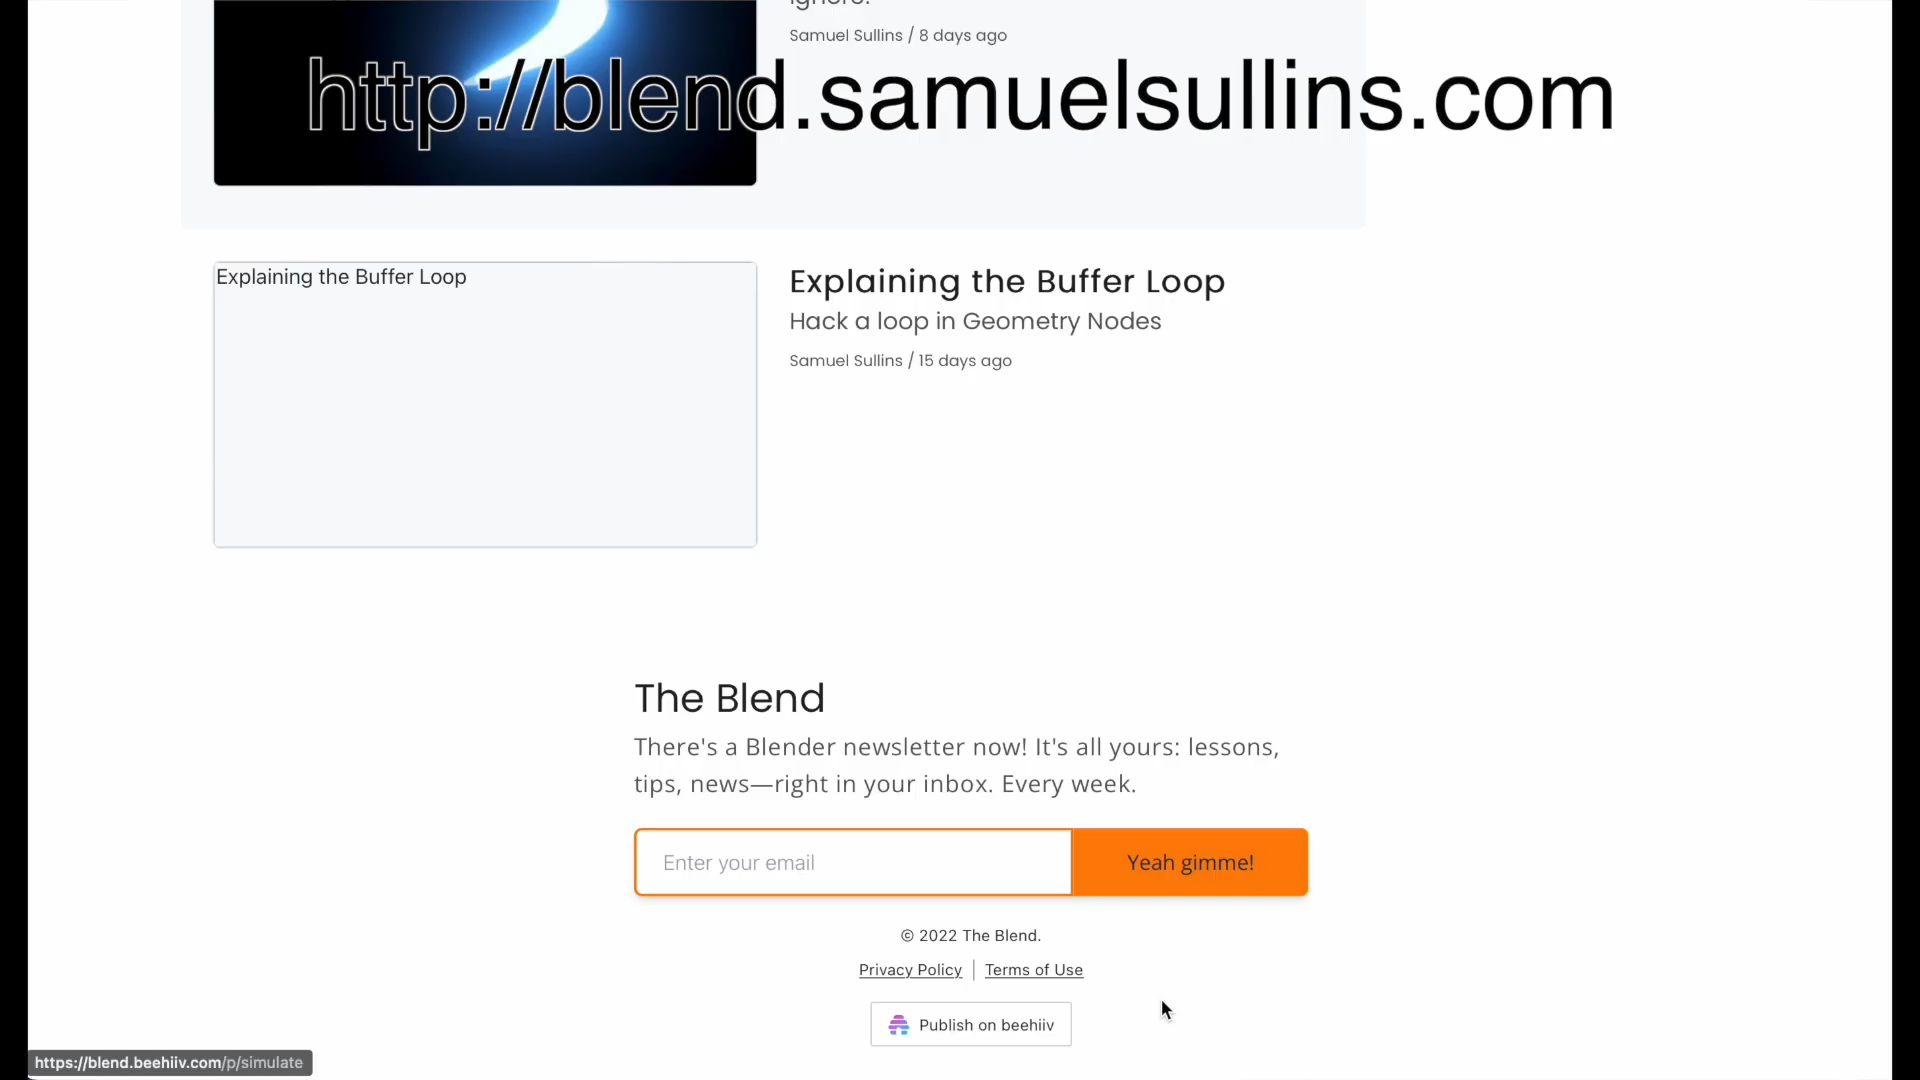 ignore.
Samuel Sullins / 8 days ago
http://blend.samuelsullins.com
Explaining the Buffer Loop
Explaining the Buffer Loop
Hack a loop in Geometry Nodes
Samuel Sullins / 15 days ago
The Blend
There's a Blender newsletter now! It's all yours: lessons,
tips, news—right in your inbox. Every week.
Enter your email
Yeah gimme!
© 2022 The Blend.
Privacy Policy | Terms of Use
Publish on beehiiv
https://blend.beehiiv.com/p/simulate